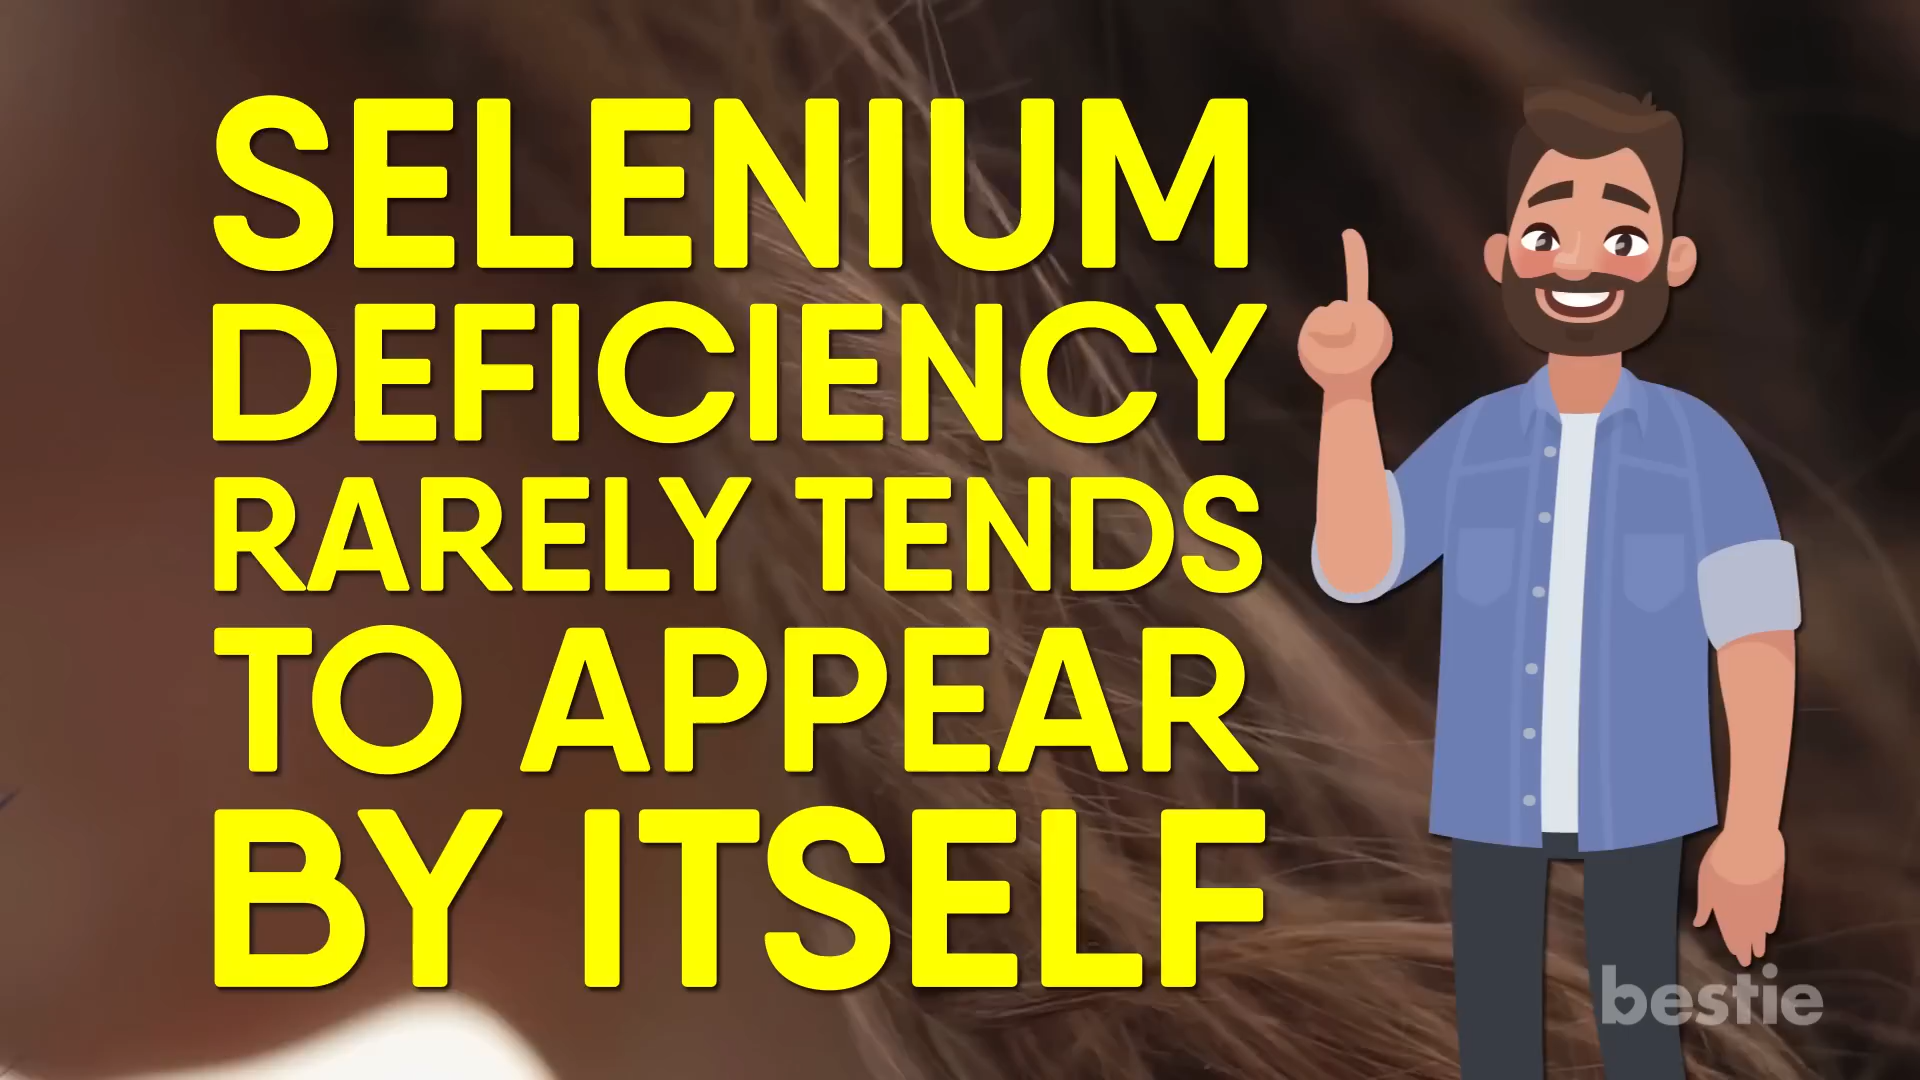 SELENIUM
DEFICIENCY
RARELY TENDS
TO APPEAR
BY ITSELF
bestie